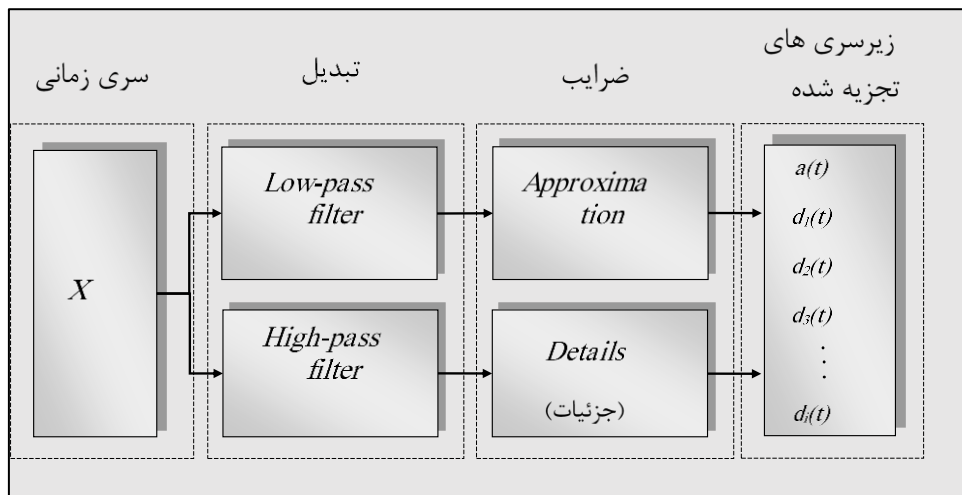 سری زمانی
تبدیل
ضرایب
زیرسری های
تجزیه شده
X
Low-pass
filter
High-pass
filter
Approxima
tion
Details
(جزئیات)
a(t)
d1(t)
d2(t)
d3(t)
.
.
.
di(t)